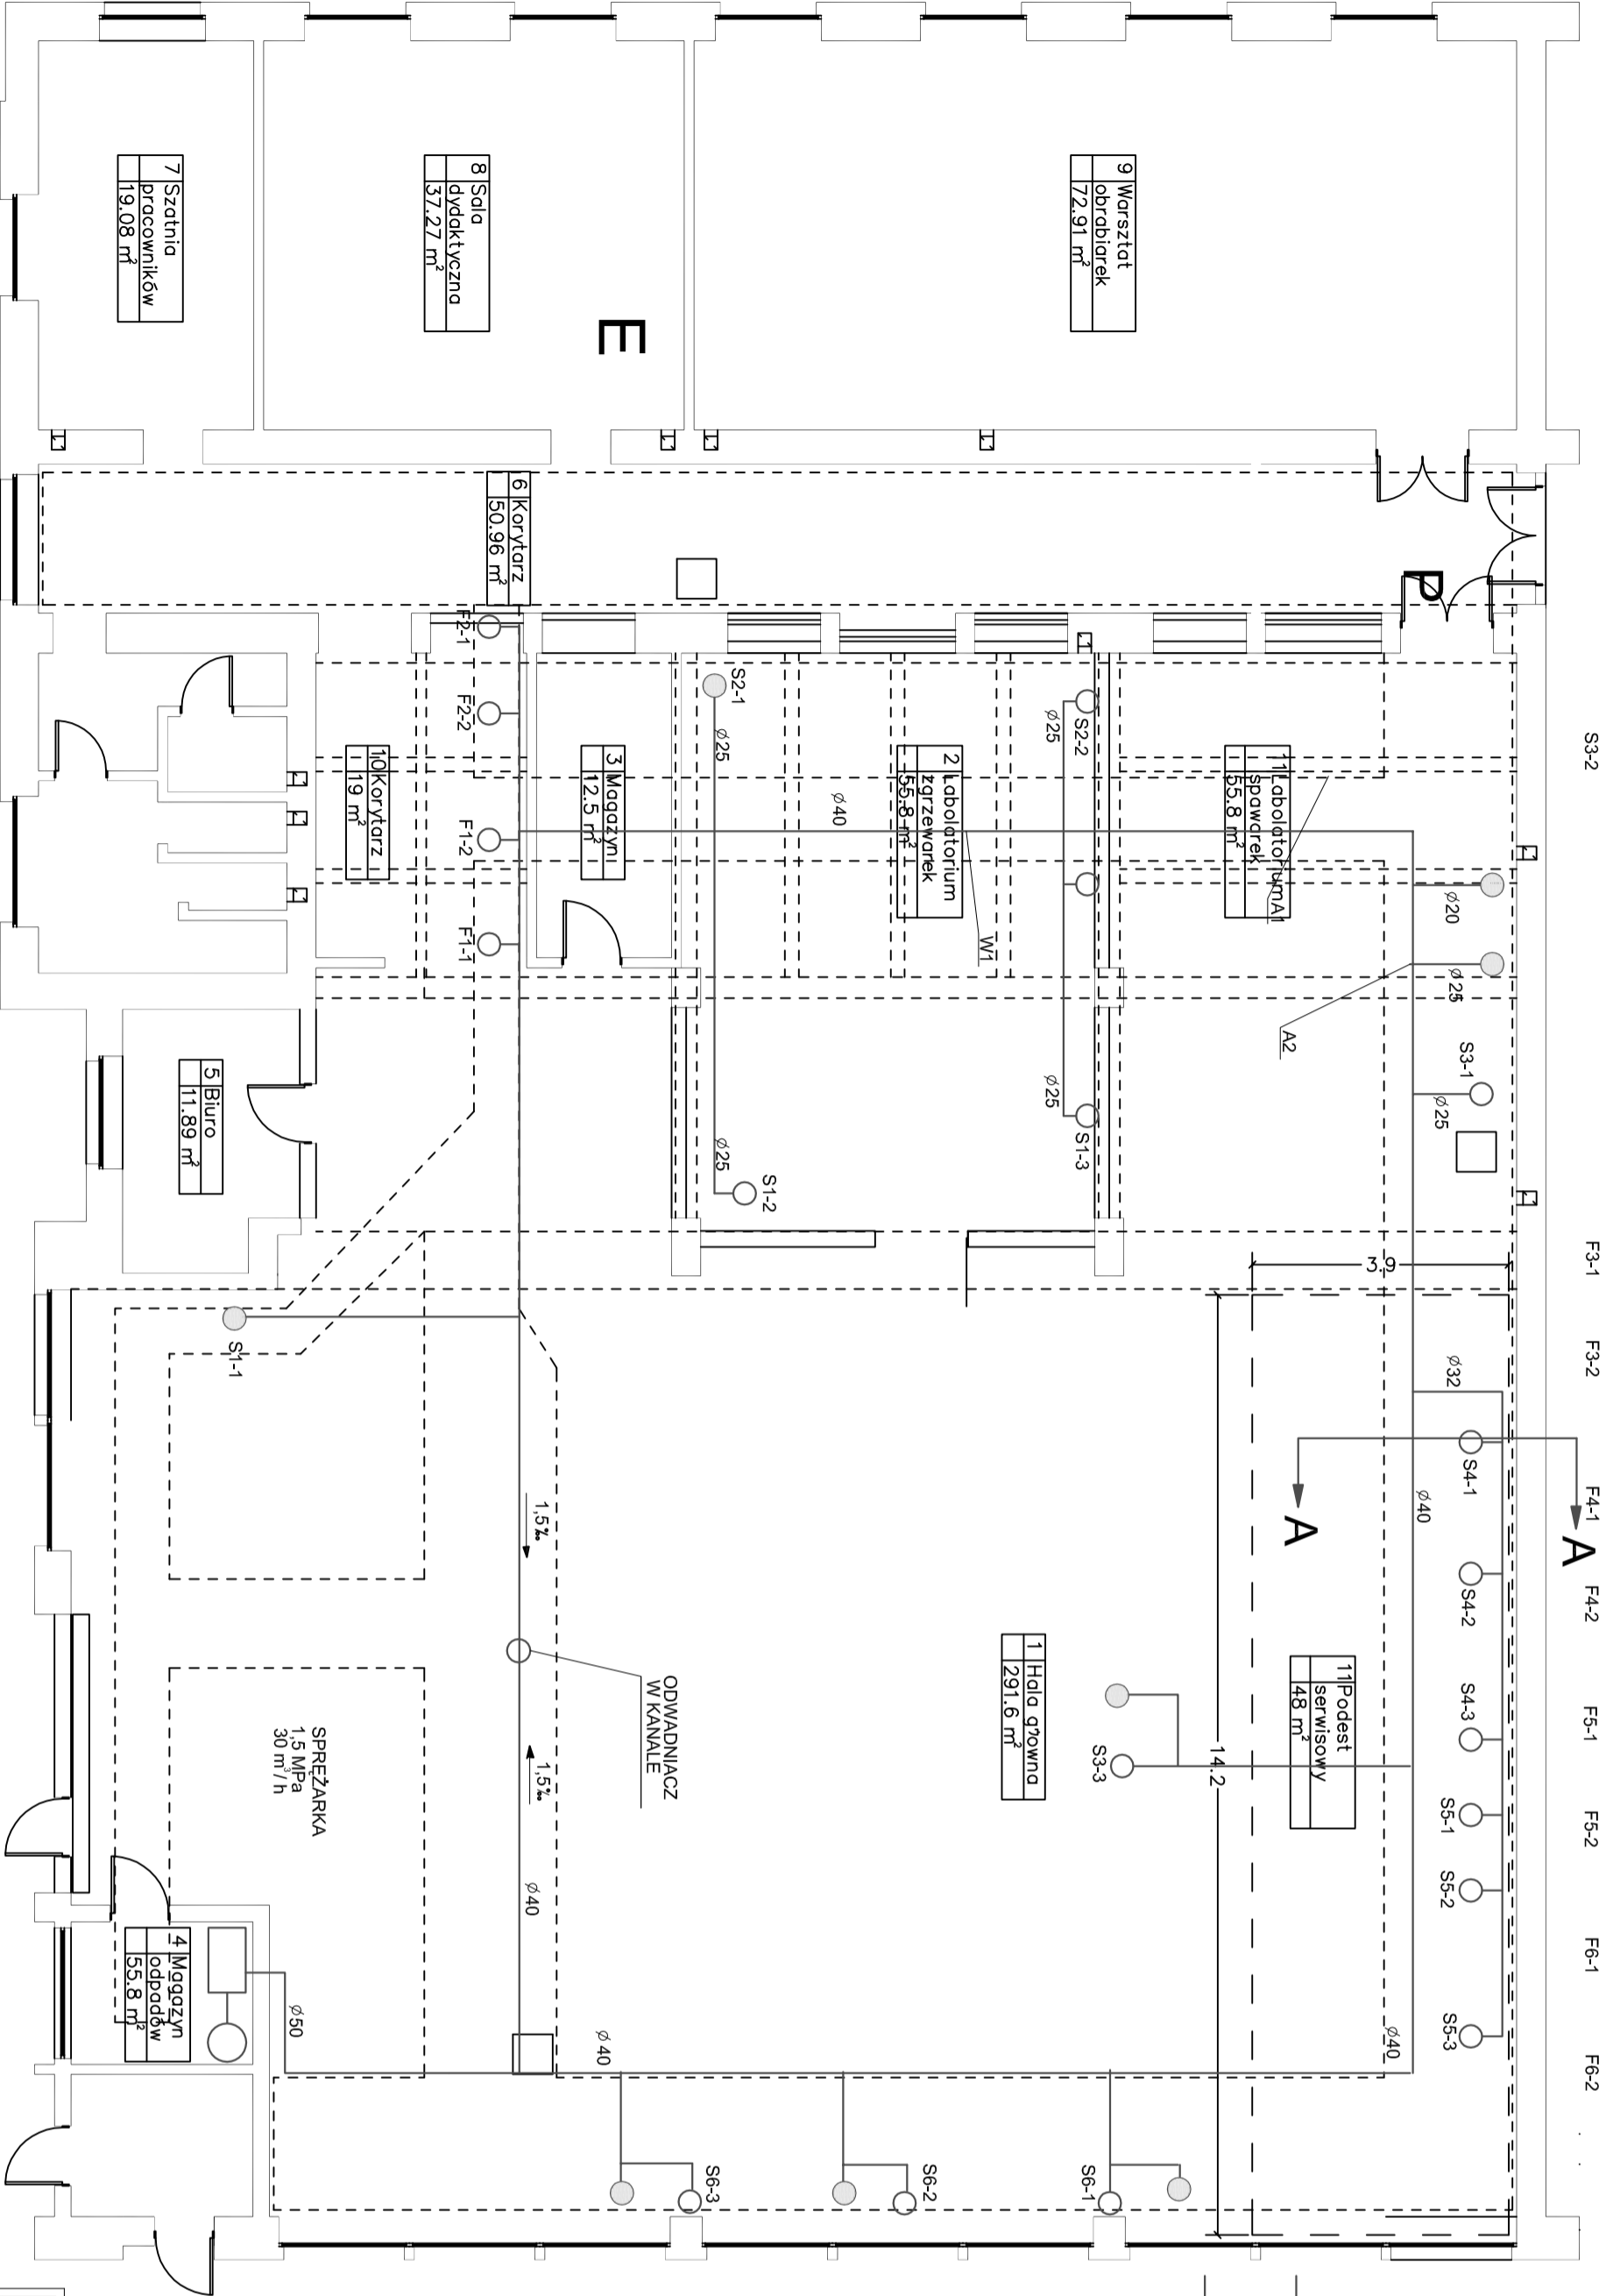 9 Warsztat
obrabiarek
72.91 m²
8 Sala
dydaktyczna
37.27 m²
7 Szatnia
pracowników
19.08 m²
E
6 Korytarz
50.96 m²
P
S3-2
F2-1
F2-2
F1-2
F1-1
10 Korytarz
19 m²
3 Magazyn
12.5 m²
S2-1
Ø25
Ø40
2 Labolatorium
zgrzewarek
55.8 m²
W1
S2-2
Ø25
11 Labolatorium
spawarek
55.8 m²
A1
Ø20
Ø25
A2
S3-1
Ø25
5 Biuro
11.89 m²
Ø25
S1-2
Ø25
S1-3
3.9
F3-1
F3-2
S1-1
Ø32
S4-1
F4-1
A
A
Ø40
S4-2
F4-2
1,5‰
ODWADNIACZ
W KANALE
1,5‰
SPRĘŻARKA
1,5 MPa
30 m³/h
1 Hala głowna
291.6 m²
11 Podest
serwisowy
48 m²
14.2
S3-3
S4-3
F5-1
S5-1
F5-2
S5-2
F6-1
S5-3
F6-2
Ø40
4 Magazyn
odpadów
55.8 m²
Ø50
Ø40
Ø40
S6-3
S6-2
S6-1